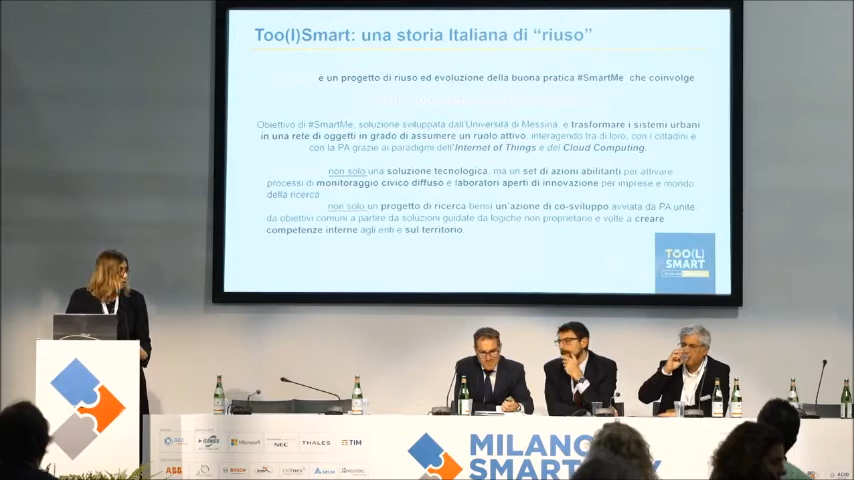 Too(l)Smart: una storia Italiana di "riuso"
è un progetto di riuso ed evoluzione della buona pratica #SmartMe che coinvolge
Obiettivo di #SmartMe, soluzione sviluppata dall'Università di Messina, è trasformare i sistemi urbani
in una rete di oggetti in grado di assumere un ruolo attivo, interagendo tra di loro, con i cittadini e
con la PA grazie ai paradigmi dell'Internet of Things e del Cloud Computing.
non solo una soluzione tecnologica, ma un set di azioni abilitanti per attivare
processi di monitoraggio civico diffuso e laboratori aperti di innovazione per imprese e mondo
della ricerca
non solo un progetto di ricerca bensì un'azione di co-sviluppo avviata da PA unite
da obiettivi comuni a partire da soluzioni guidate da logiche non proprietarie e volte a creare
competenze interne agli enti e sul territorio.
TOO(L)
SMART
Microsoft NEC THALES TIM
ABB BOSCH
MILANO
SMART